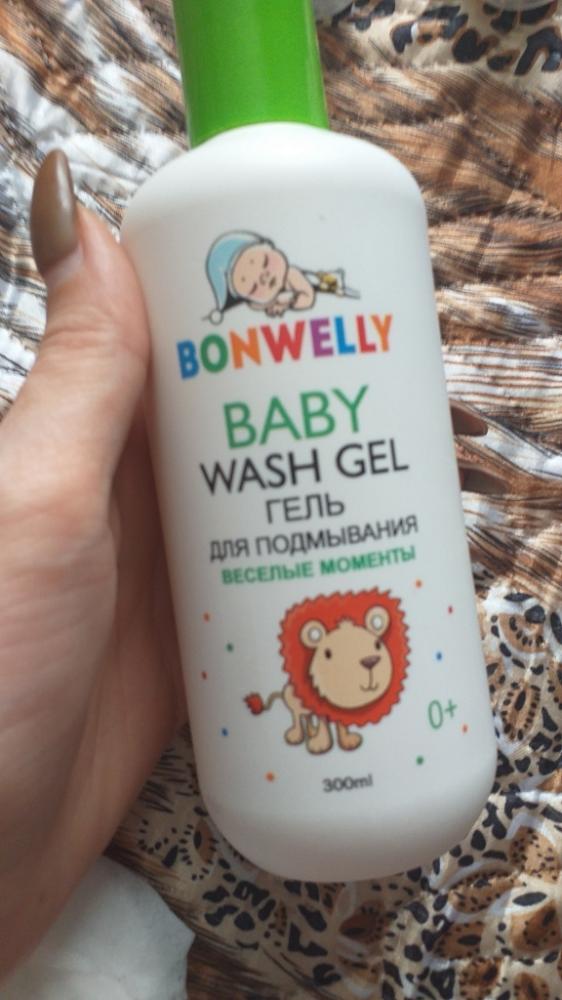 BONWELLY
BABY
WASH GEL
ГЕЛЬ
ДЛЯ ПОДМЫВАНИЯ
ВЕСЕЛЫЕ МОМЕНТЫ
0+
300ml